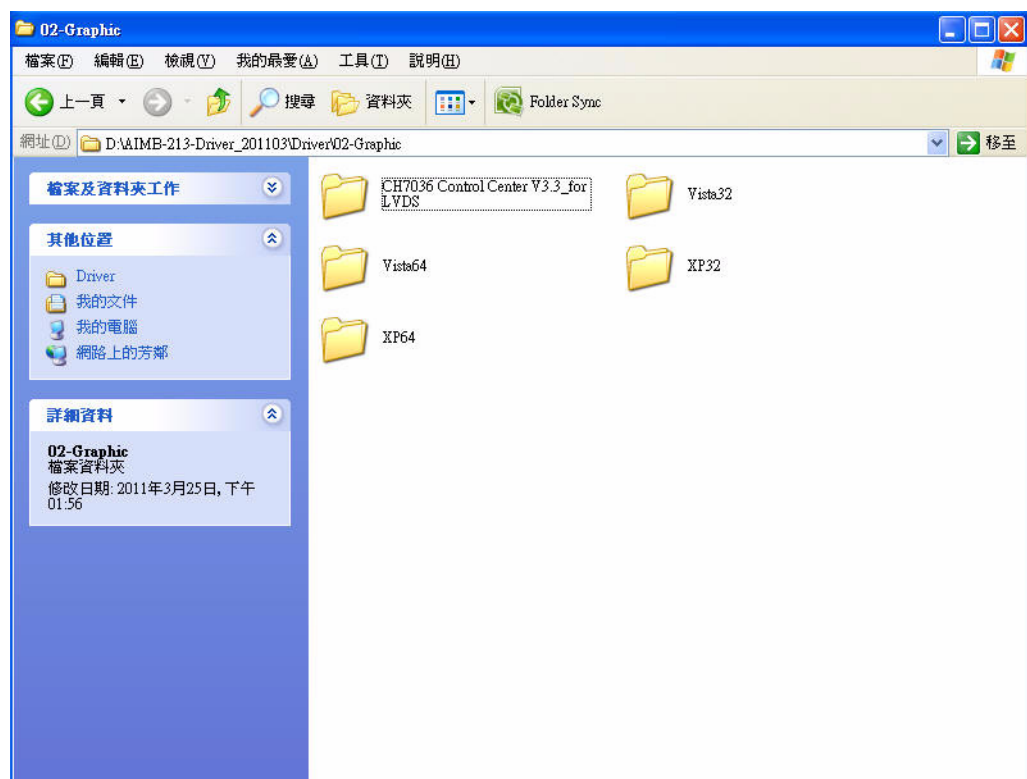 02-Graphic
檔案(F) 編輯(E) 檢視(V) 我的最愛(A) 工具(T) 說明(H)
上一頁 搜尋 資料夾 Folder Sync
網址(D) D:\AIMB-213-Driver_201103\Driver\02-Graphic 移至
檔案及資料夾工作
其他位置
Driver
我的文件
我的電腦
網路上的芳鄰
詳細資料
02-Graphic
檔案資料夾
修改日期: 2011年3月25日, 下午
01:56
CH7036 Control Center V3.3_for
LVDS
Vista32
Vista64
XP32
XP64